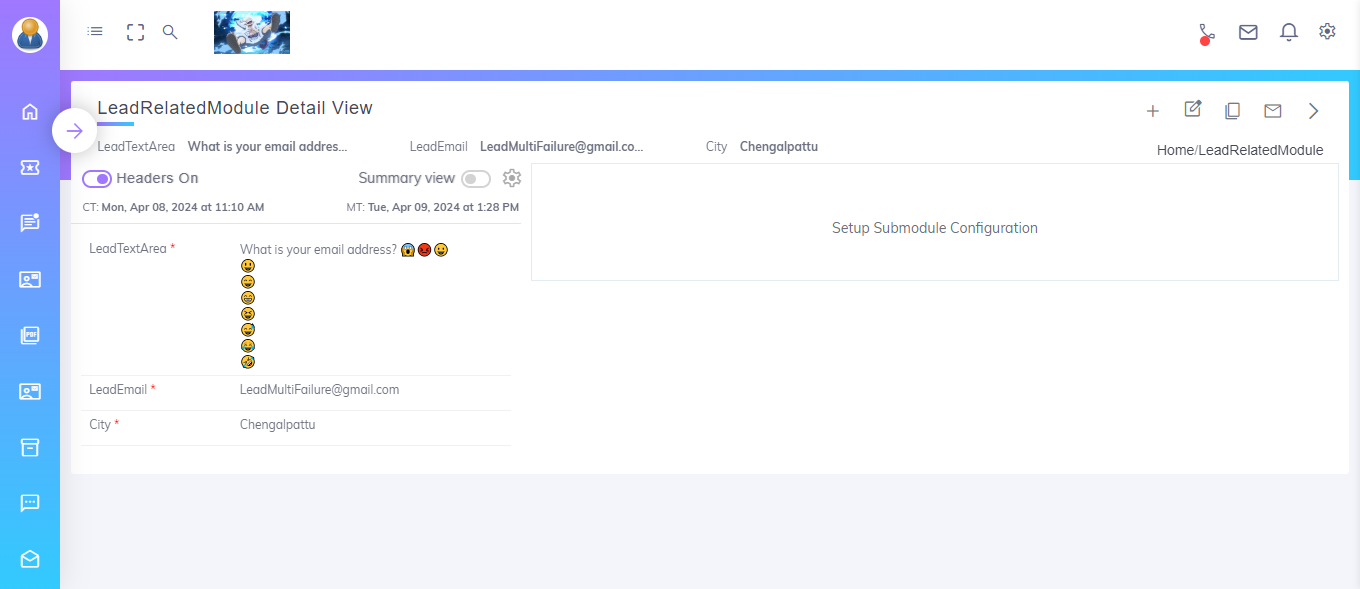 LeadRelatedModule Detail View
LeadTextArea What is your email addres... LeadEmail LeadMultiFailure@gmail.co... City Chengalpattu
Home/LeadRelatedModule
Headers On Summary view
CT: Mon, Apr 08, 2024 at 11:10 AM MT: Tue, Apr 09, 2024 at 1:28 PM
Setup Submodule Configuration
LeadTextArea * What is your email address? 😱😡😀
😃
😄
😁
😆
😅
😂
🤣
LeadEmail * LeadMultiFailure@gmail.com
City * Chengalpattu
PDF